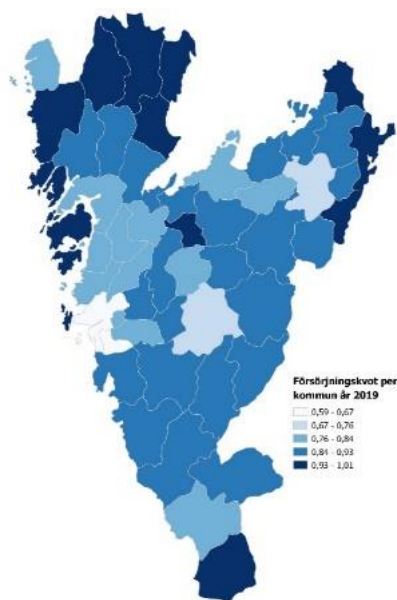 Försörjningskvot per
kommun år 2019
0,59 - 0,67
0,67 - 0,76
0,76 - 0,84
0,84 - 0,93
0,93 - 1,01